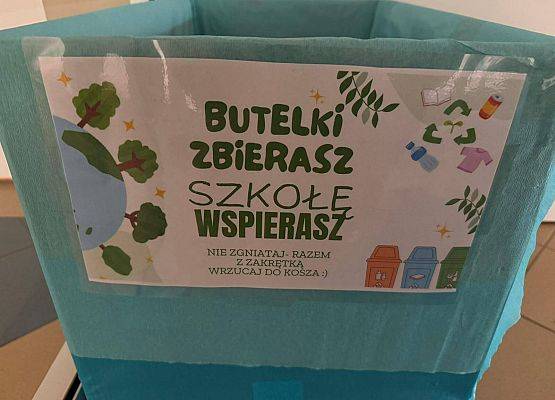 BUTELKI
ZBIERASZ
SZKOŁĘ
WSPIERASZ
NIE ZGNIATAJ- RAZEM
Z ZAKRĘTKĄ
WRZUCAJ DO KOSZA :)